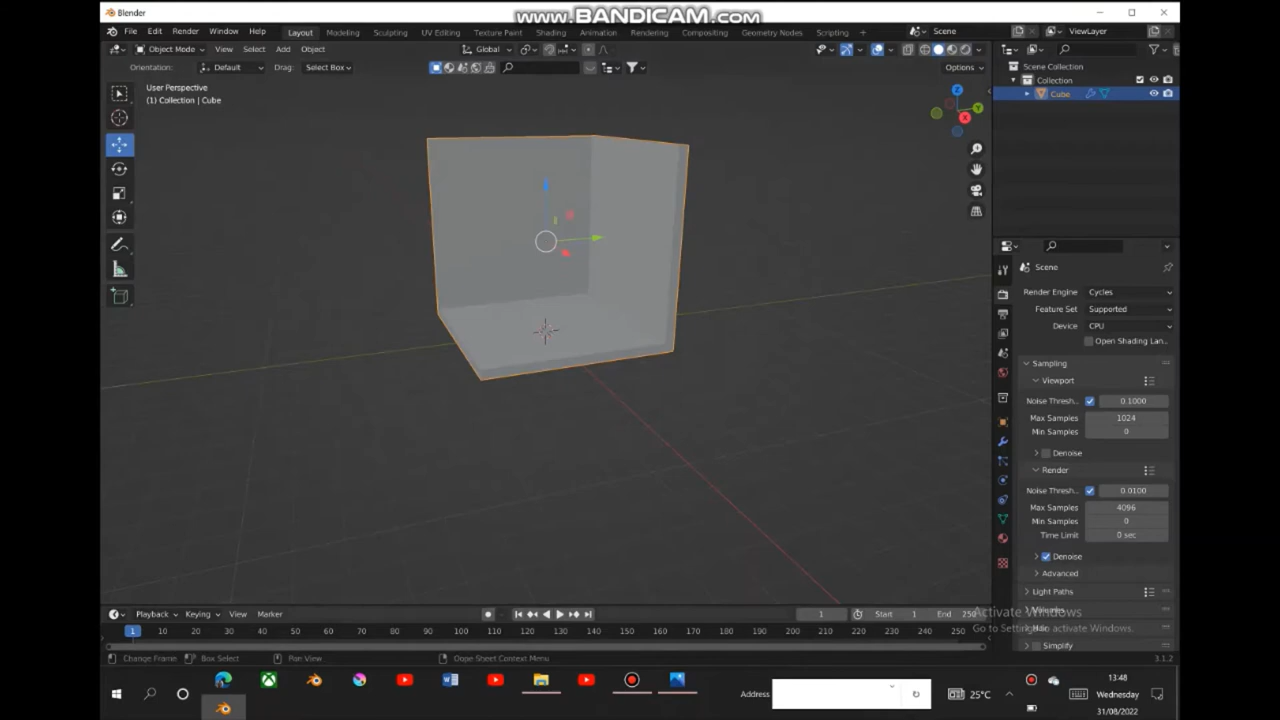 Blender
www.BANDICAM.com
File Edit Render Window Help Layout Modeling Sculpting UV Editing Texture Paint Shading Animation Rendering Compositing Geometry Nodes Scripting + Scene ViewLayer
Object Mode View Select Add Object Global
Orientation: Default Drag: Select Box Options
User Perspective
(1) Collection | Cube
Z
Y
X
Scene Collection
Collection
Cube
Scene
Render Engine Cycles
Feature Set Supported
Device CPU
Open Shading Lan..
Sampling
Viewport
Noise Thresh.. 0.1000
Max Samples 1024
Min Samples 0
Denoise
Render
Noise Thresh.. 0.0100
Max Samples 4096
Min Samples 0
Time Limit 0 sec
Denoise
Advanced
Light Paths
Volumes
Hair
Simplify
Activate Windows
Go to Settings to activate Windows.
Playback Keying View Marker 1 Start 1 End 250
1 10 20 30 40 50 60 70 80 90 100 110 120 130 140 150 160 170 180 190 200 210 220 230 240 250
Change Frame Box Select Pan View Dope Sheet Context Menu 3.1.2
Address 25°C
13:48
Wednesday
31/08/2022